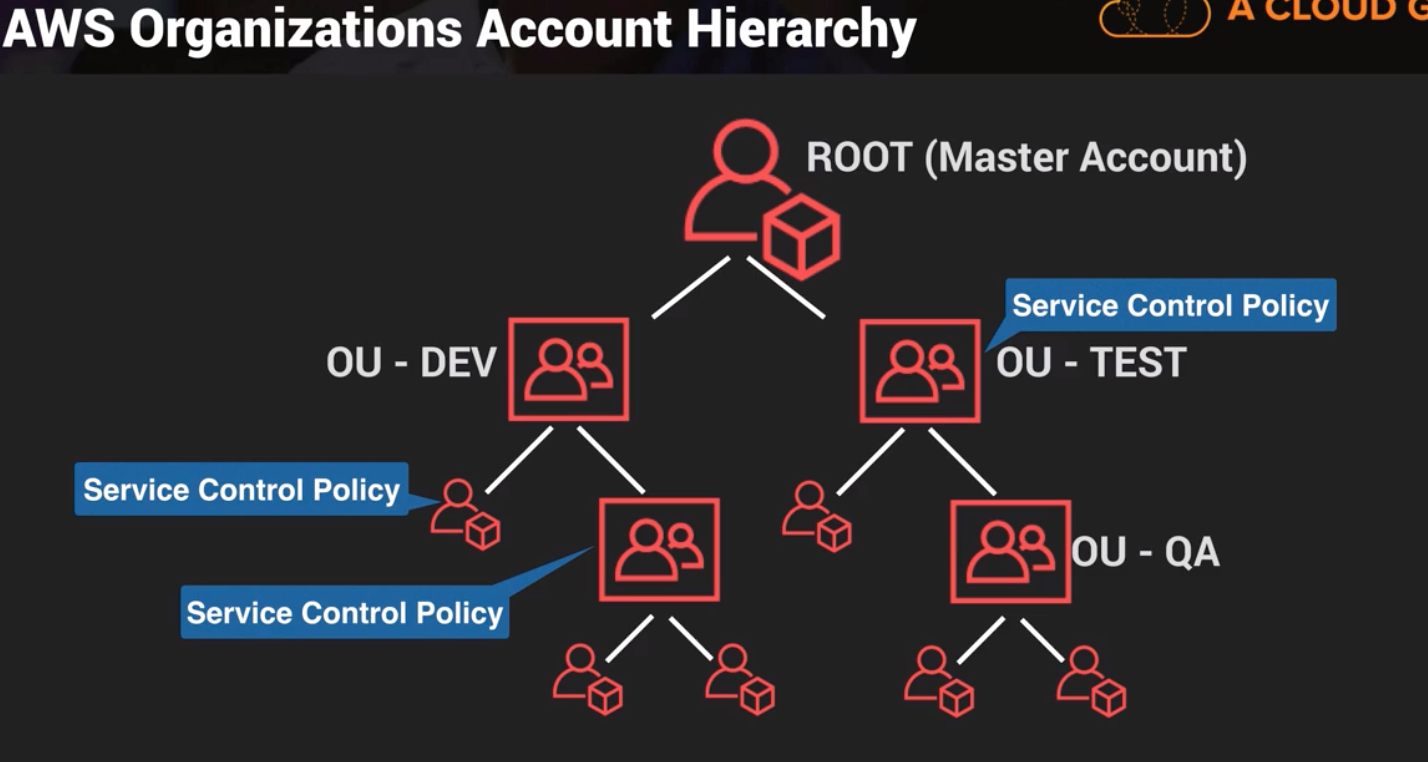 AWS Organizations Account Hierarchy
A CLOUD G
ROOT (Master Account)
Service Control Policy
OU - DEV
OU - TEST
Service Control Policy
OU - QA
Service Control Policy